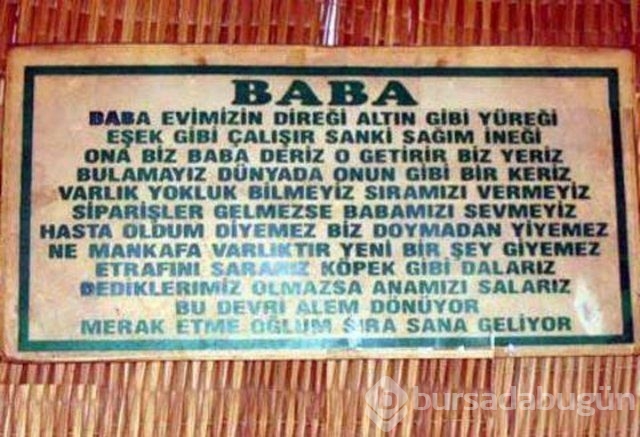 BABA
BABA EVİMİZİN DİREĞİ ALTIN GİBİ YÜREĞİ
EŞEK GİBİ ÇALIŞIR SANKİ SAĞIM İNEĞİ
ONA BİZ BABA DERİZ O GETİRİR BİZ YERİZ
BULAMAYIZ DÜNYADA ONUN GİBİ BİR KERİZ
VARLIK YOKLUK BİLMEYİZ SIRAMIZI VERMEYİZ
SİPARİŞLER GELMEZSE BABAMIZI SEVMEYİZ
HASTA OLDUM DİYEMEZ BİZ DOYMADAN YİYEMEZ
NE MANKAFA VARLIKTIR YENİ BİR ŞEY GİYEMEZ
ETRAFINI SARARIZ KÖPEK GİBİ DALARIZ
DEDİKLERİMİZ OLMAZSA ANAMIZI SALARIZ
BU DEVRİ ALEM DÖNÜYOR
MERAK ETME OĞLUM SIRA SANA GELİYOR
bursadabugün